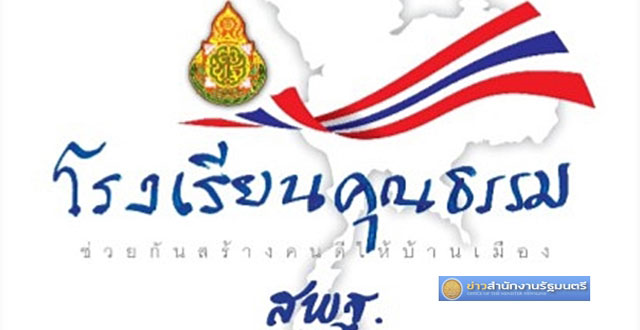 โรงเรียนคุณธรรม
ช่วยกันสร้างคนดีให้บ้านเมือง
สพฐ.
ข่าวสำนักงานรัฐมนตรี